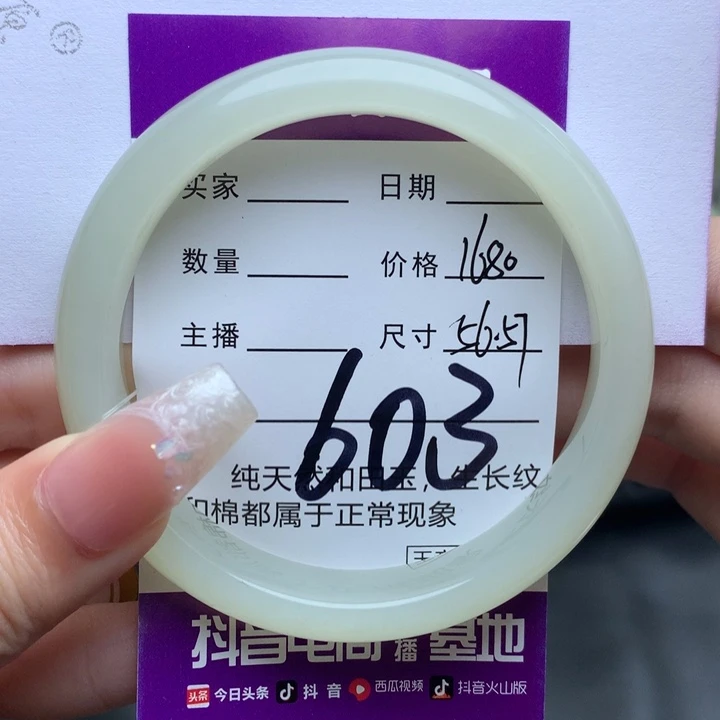 买家 日期
数量 价格 1680
主播 尺寸 56.57
603
纯天然和田玉，生长纹
和棉都属于正常现象
抖音电商直播基地
头条 今日头条 抖音 西瓜视频 抖音火山版